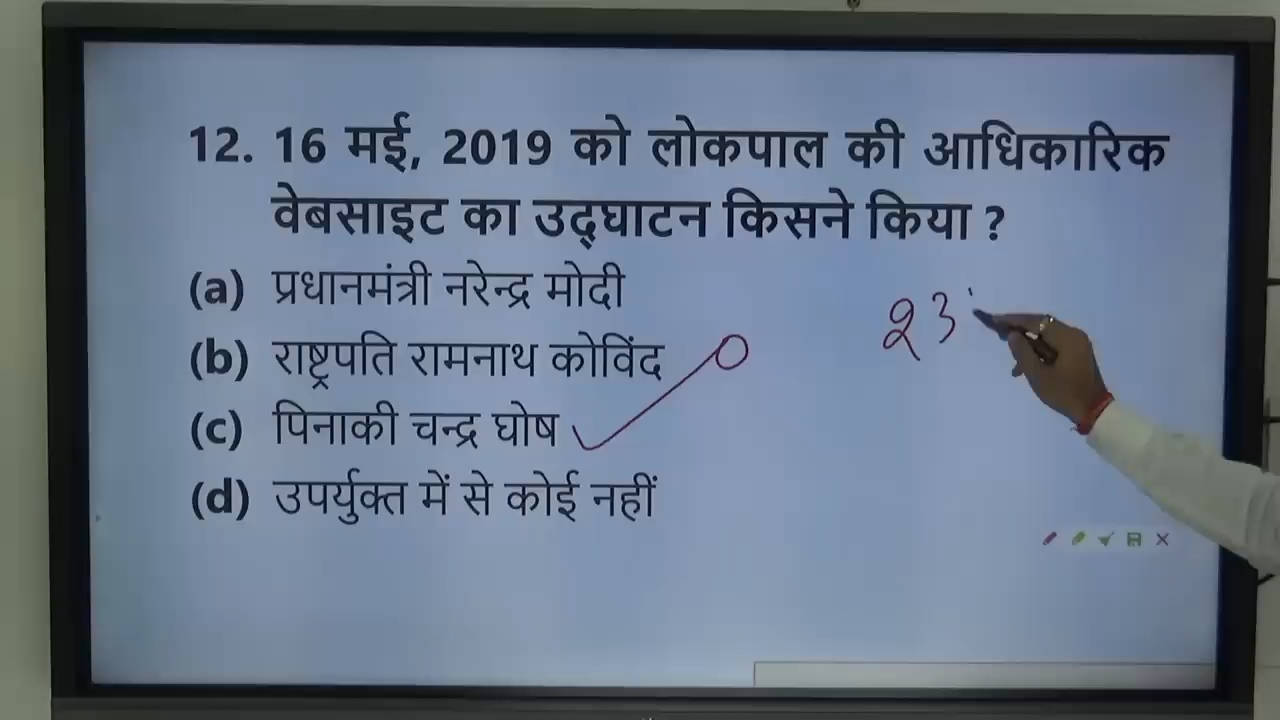 12. 16 मई, 2019 को लोकपाल की आधिकारिक
वेबसाइट का उद्घाटन किसने किया ?
(a) प्रधानमंत्री नरेन्द्र मोदी
(b) राष्ट्रपति रामनाथ कोविंद
(c) पिनाकी चन्द्र घोष
(d) उपर्युक्त में से कोई नहीं
23